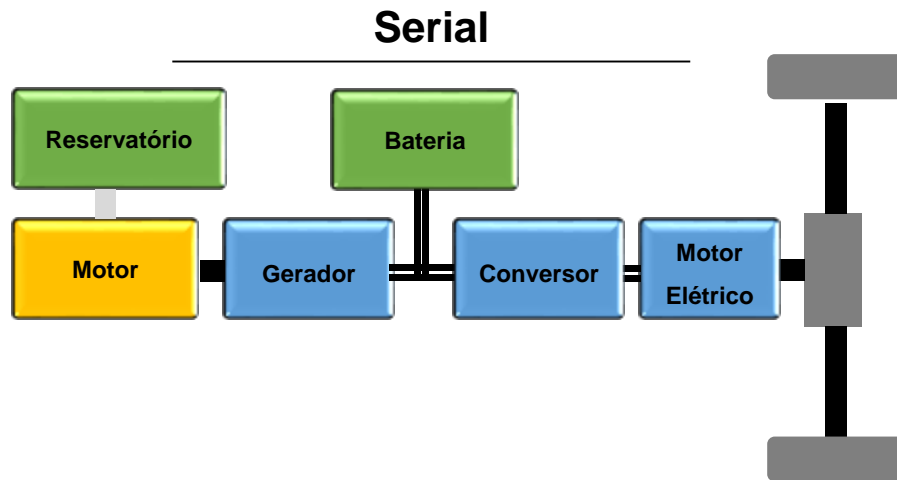 Serial
Reservatório
Bateria
Motor
Gerador
Conversor
Motor
Elétrico